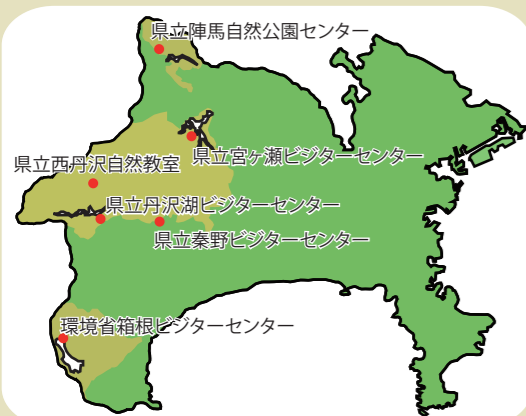 県立陣馬自然公園センター
県立宮ヶ瀬ビジターセンター
県立西丹沢自然教室
県立丹沢湖ビジターセンター
県立秦野ビジターセンター
環境省箱根ビジターセンター